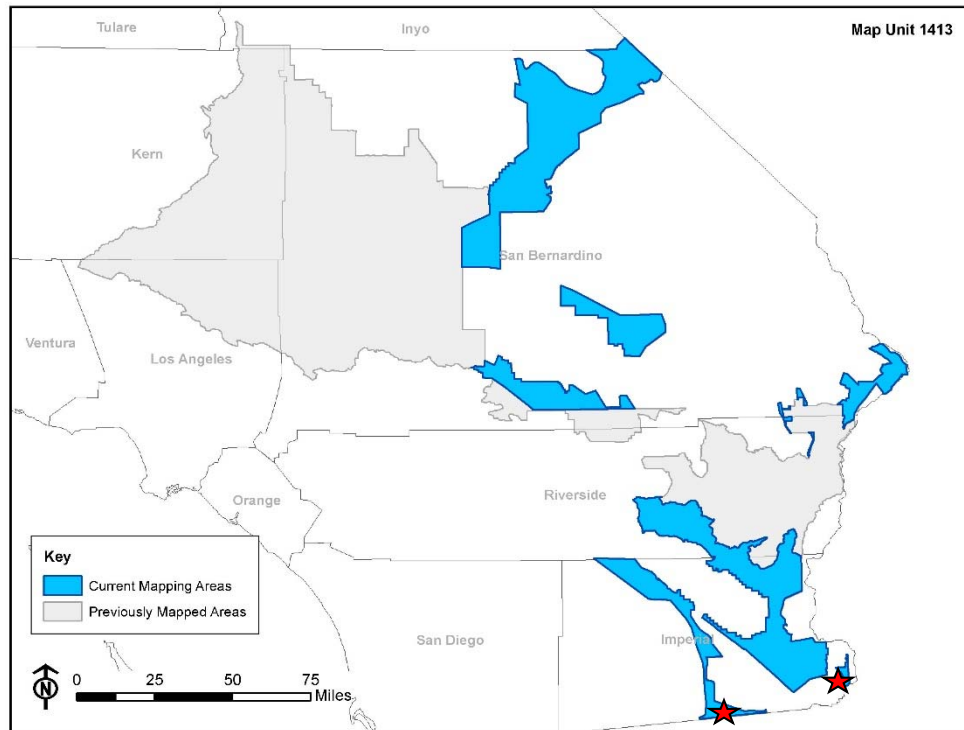 Tulare
Inyo
Map Unit 1413
Kern
San Bernardino
Ventura
Los Angeles
Orange
Riverside
Key
Current Mapping Areas
Previously Mapped Areas
San Diego
Imperial
N
0 25 50 75
Miles